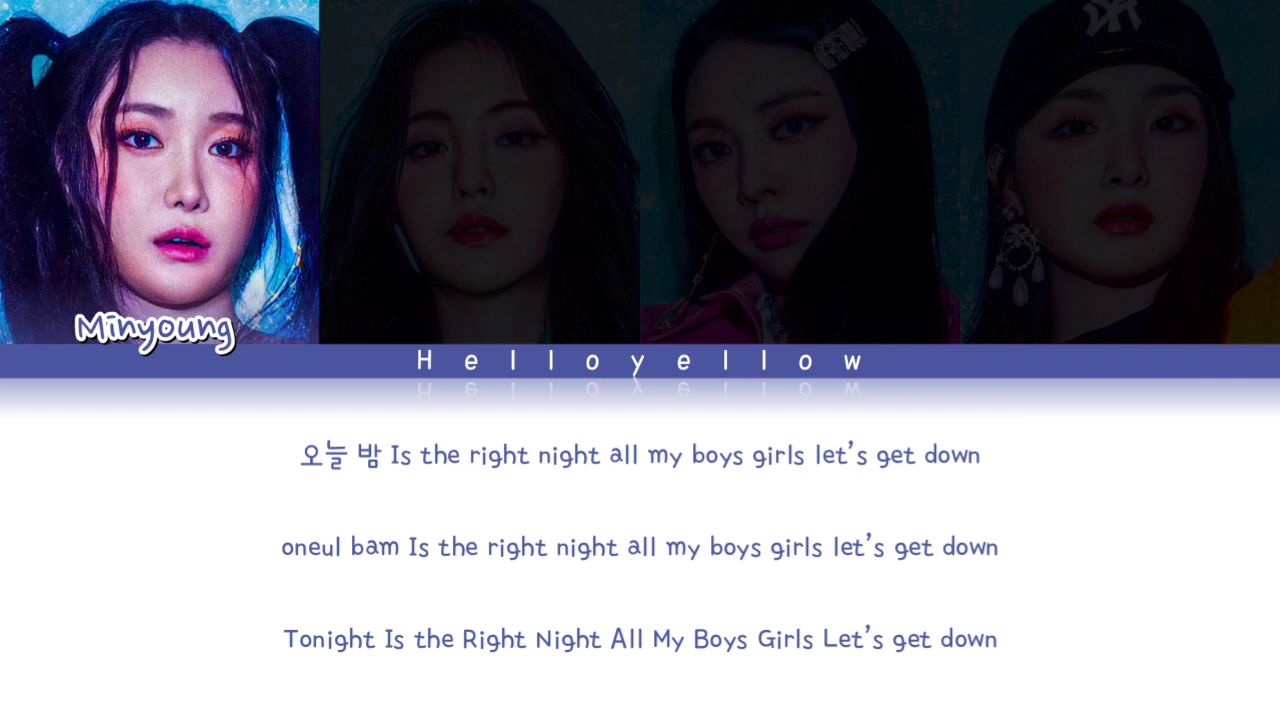 Minyoung
Helloyellow
오늘 밤 Is the right night all my boys girls let's get down
oneul bam Is the right night all my boys girls let's get down
Tonight Is the Right Night All My Boys Girls Let's get down